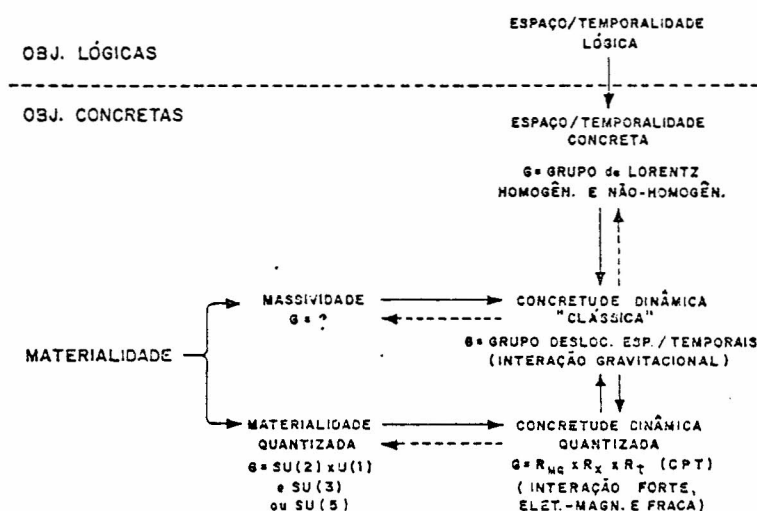 ESPAÇO/TEMPORALIDADE
LÓGICA
OBJ. LÓGICAS
OBJ. CONCRETAS
ESPAÇO/TEMPORALIDADE
CONCRETA
G = GRUPO de LORENTZ
HOMOGÊN. E NÃO-HOMOGÊN.
MASSIVIDADE
G = ?
CONCRETUDE DINÂMICA
"CLÁSSICA"
G = GRUPO DESLOC. ESP./TEMPORAIS
(INTERAÇÃO GRAVITACIONAL)
MATERIALIDADE
MATERIALIDADE
QUANTIZADA
G = SU(2) x U(1)
e SU(3)
ou SU(5)
CONCRETUDE DINÂMICA
QUANTIZADA
G = R_MQ x R_X x R_t (CPT)
(INTERAÇÃO FORTE,
ELET.-MAGN. E FRACA)